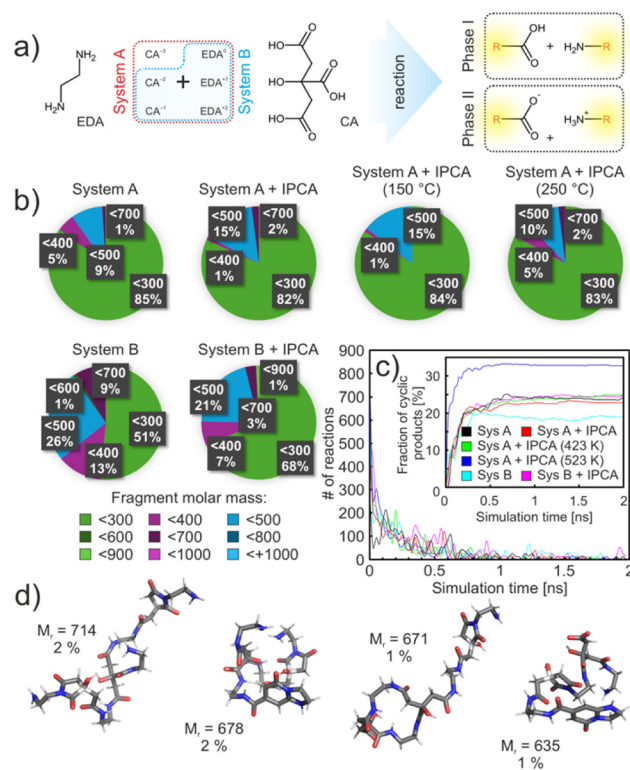 a)
NH₂
H₂N
EDA
System A
System B
CA⁻³
EDA⁰
CA⁻²
+
EDA⁺¹
CA⁻¹
EDA⁺²
O
OH
HO
HO
O
OH
HO
O
CA
reaction
Phase I
OH
R
O
+
H₂N
R
Phase II
O⁻
R
O
+
H₃N⁺
R
b)
System A
<700
1%
<400
5%
<500
9%
<300
85%
System A + IPCA
<500
15%
<700
2%
<400
1%
<300
82%
System A + IPCA
(150 °C)
<500
15%
<400
1%
<300
84%
System A + IPCA
(250 °C)
<500
10%
<700
2%
<400
5%
<300
83%
System B
<700
9%
<600
1%
<500
26%
<400
13%
<300
51%
System B + IPCA
<900
1%
<500
21%
<700
3%
<400
7%
<300
68%
Fragment molar mass:
<300
<400
<500
<600
<700
<800
<900
<1000
<+1000
c)
# of reactions
900
800
700
600
500
400
300
200
100
0
0
0.5
1
1.5
2
Simulation time [ns]
Fraction of cyclic
products [%]
30
20
10
Sys A
Sys A + IPCA
Sys A + IPCA (423 K)
Sys A + IPCA (523 K)
Sys B
Sys B + IPCA
0
0.5
1
1.5
2
Simulation time [ns]
d)
Mᵣ = 714
2 %
Mᵣ = 678
2 %
Mᵣ = 671
1 %
Mᵣ = 635
1 %